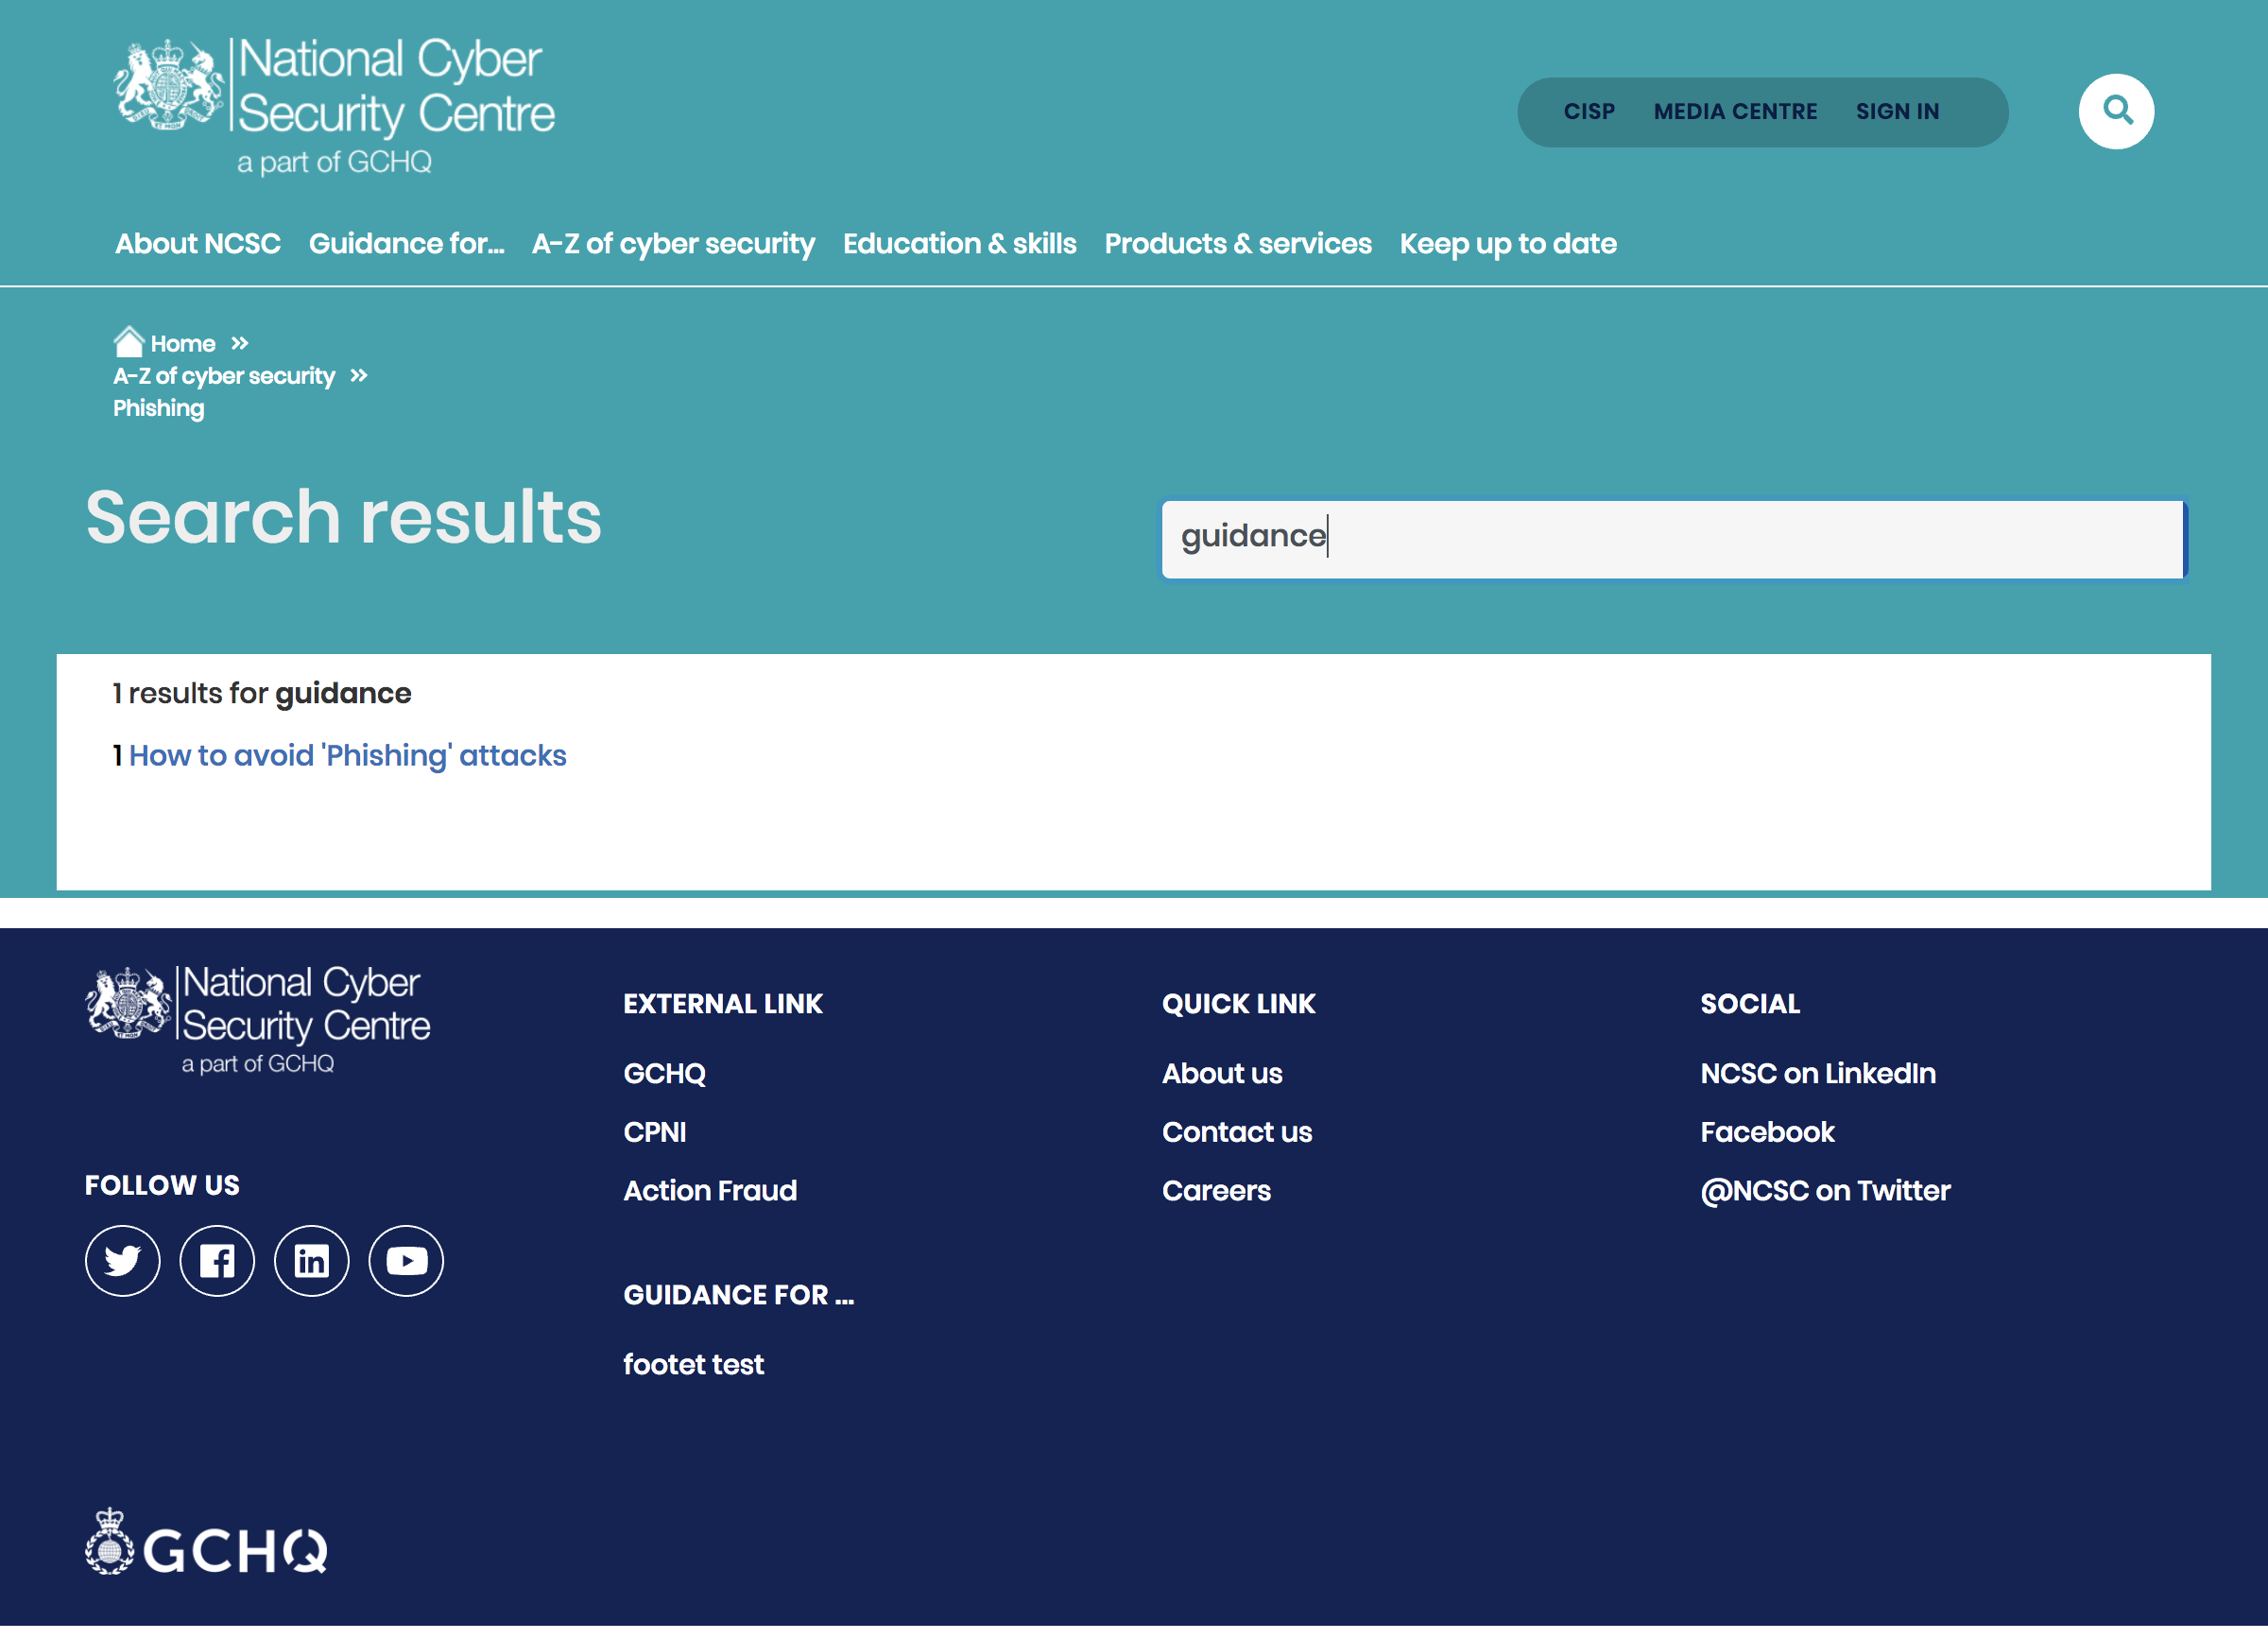 National Cyber
Security Centre
a part of GCHQ
CISP MEDIA CENTRE SIGN IN
About NCSC Guidance for... A-Z of cyber security Education & skills Products & services Keep up to date
Home »
A-Z of cyber security »
Phishing
Search results
guidance
1 results for guidance
1 How to avoid 'Phishing' attacks
National Cyber
Security Centre
a part of GCHQ
FOLLOW US
EXTERNAL LINK
GCHQ
CPNI
Action Fraud
GUIDANCE FOR ...
footet test
QUICK LINK
About us
Contact us
Careers
SOCIAL
NCSC on LinkedIn
Facebook
@NCSC on Twitter
GCHQ